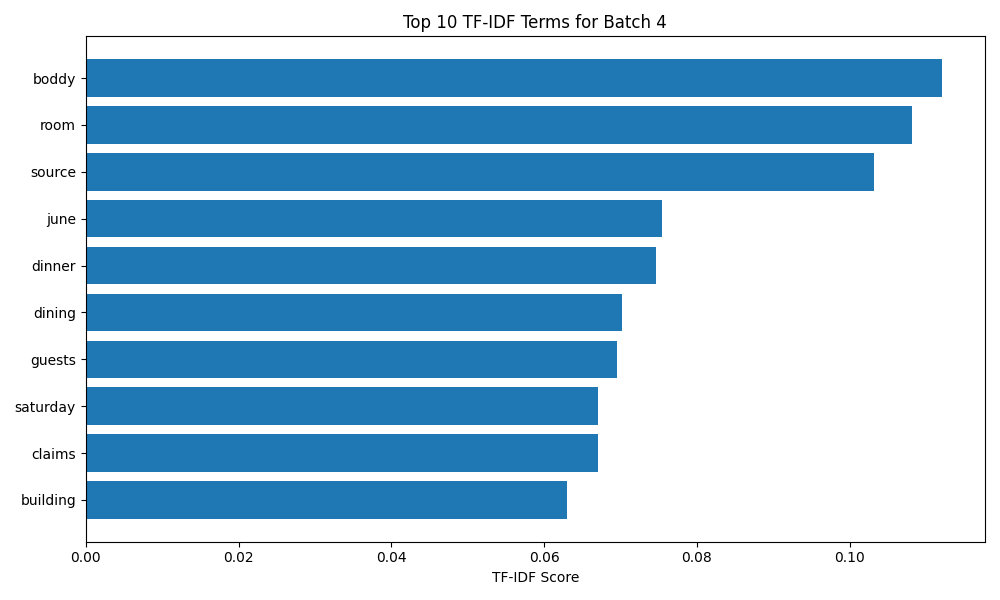 Top 10 TF-IDF Terms for Batch 4
boddy
room
source
june
dinner
dining
guests
saturday
claims
building
0.00 0.02 0.04 0.06 0.08 0.10
TF-IDF Score